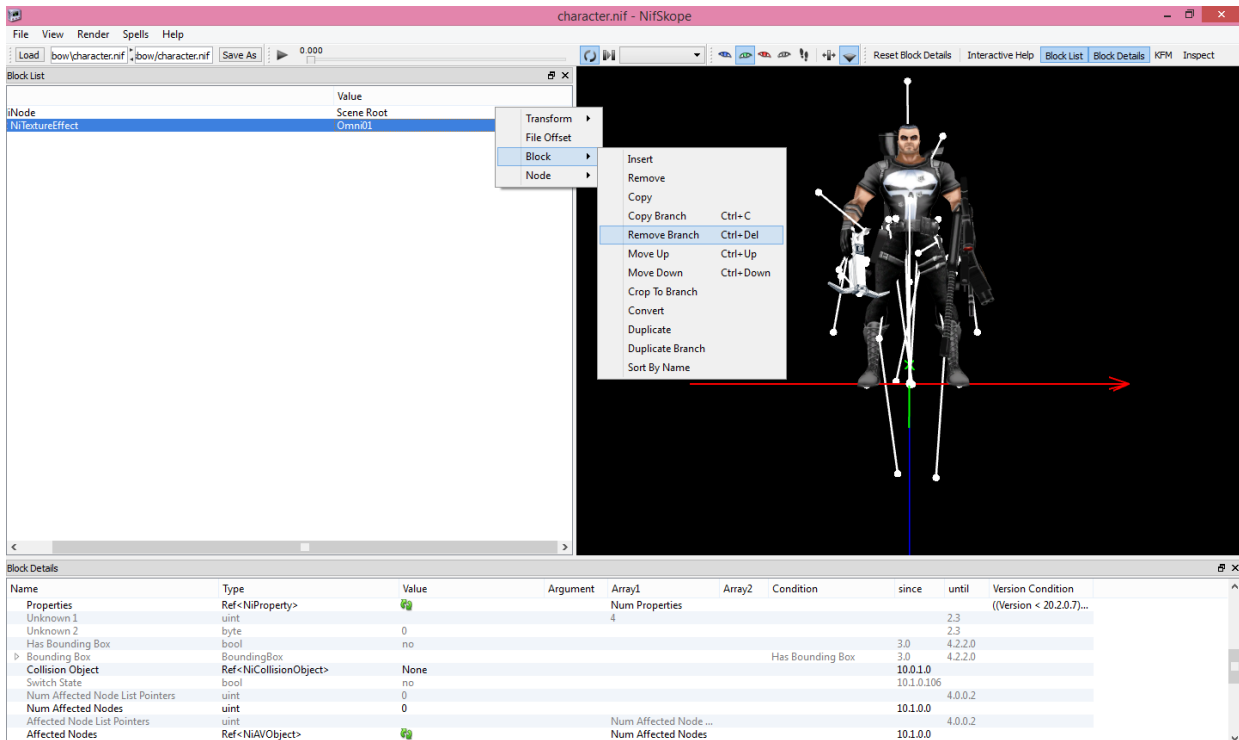 character.nif - NifSkope
File View Render Spells Help
Load bow\character.nif bow/character.nif Save As 0.000 Reset Block Details Interactive Help Block List Block Details KFM Inspect
Block List
Value
iNode Scene Root
NiTextureEffect Omni01
Transform
File Offset
Block
Node
Insert
Remove
Copy
Copy Branch Ctrl+C
Remove Branch Ctrl+Del
Move Up Ctrl+Up
Move Down Ctrl+Down
Crop To Branch
Convert
Duplicate
Duplicate Branch
Sort By Name
Block Details
Name Type Value Argument Array1 Array2 Condition since until Version Condition
Properties Ref<NiProperty> Num Properties ((Version < 20.2.0.7)...
Unknown 1 uint 4 2.3
Unknown 2 byte 0 2.3
Has Bounding Box bool no 3.0 4.2.2.0
Bounding Box BoundingBox Has Bounding Box 3.0 4.2.2.0
Collision Object Ref<NiCollisionObject> None 10.0.1.0
Switch State bool no 10.1.0.106
Num Affected Node List Pointers uint 0 4.0.0.2
Num Affected Nodes uint 0 10.1.0.0
Affected Node List Pointers uint Num Affected Node ... 4.0.0.2
Affected Nodes Ref<NiAVObject> Num Affected Nodes 10.1.0.0